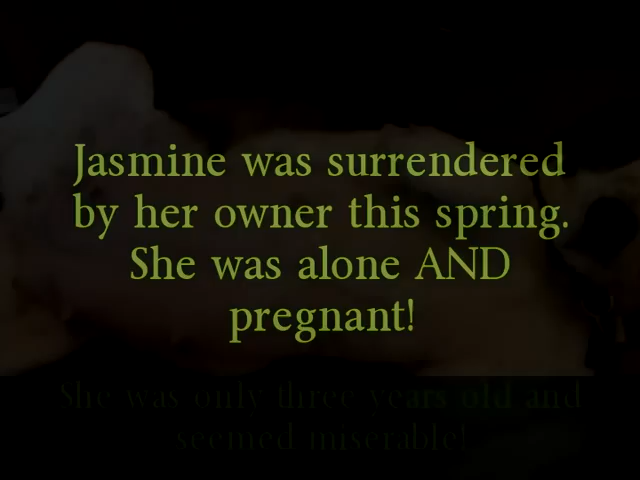 Jasmine was surrendered
by her owner this spring.
She was alone AND
pregnant!
She was only three years old and
seemed miserable!